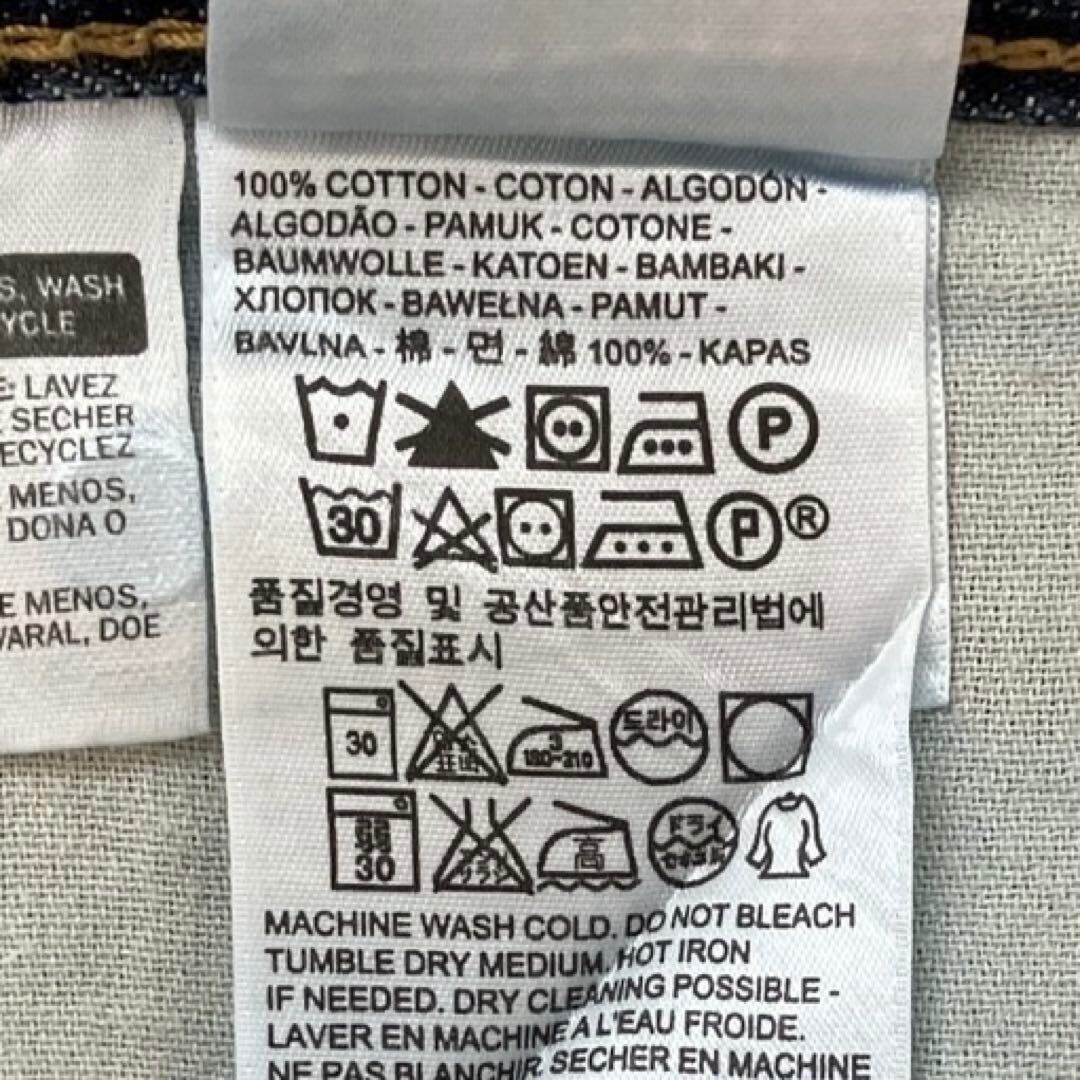 S, WASH
YCLE
E: LAVEZ
SECHER
ECYCLEZ
MENOS,
DONA O
E MENOS,
VARAL, DOE
100% COTTON - COTON - ALGODÓN -
ALGODÃO - PAMUK - COTONE -
BAUMWOLLE - KATOEN - BAMBAKI -
ХЛОПОК - BAWEŁNA - PAMUT -
BAVLNA - 棉 - 면 - 綿 100% - KAPAS
P
30 P ®
품질경영 및 공산품안전관리법에
의한 품질표시
30 3 180-210 드라이
30 高 ドライ
MACHINE WASH COLD. DO NOT BLEACH
TUMBLE DRY MEDIUM. HOT IRON
IF NEEDED. DRY CLEANING POSSIBLE -
LAVER EN MACHINE A L'EAU FROIDE.
NE PAS BLANCHIR. SECHER EN MACHINE